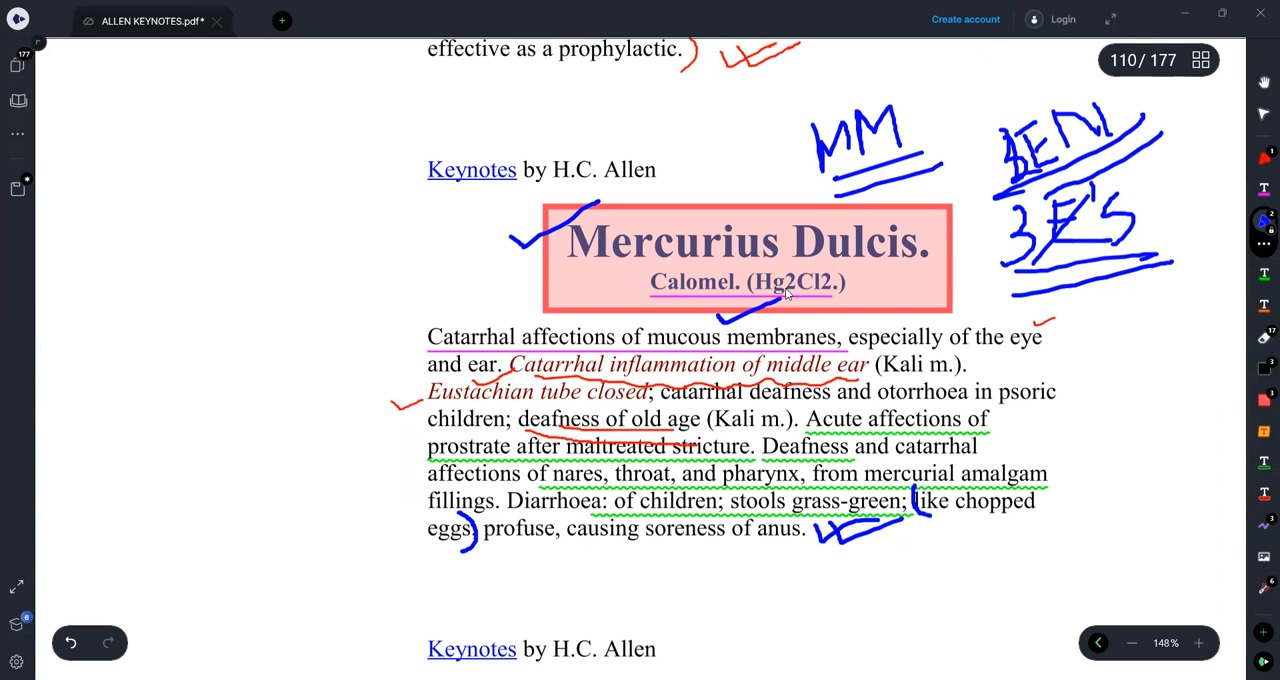 ALLEN KEYNOTES.pdf*
Create account
Login
177
effective as a prophylactic.
110/ 177
MM
3 E'S
Keynotes by H.C. Allen
Mercurius Dulcis.
Calomel. (Hg2Cl2.)
Catarrhal affections of mucous membranes, especially of the eye
and ear. Catarrhal inflammation of middle ear (Kali m.).
Eustachian tube closed; catarrhal deafness and otorrhoea in psoric
children; deafness of old age (Kali m.). Acute affections of
prostrate after maltreated stricture. Deafness and catarrhal
affections of nares, throat, and pharynx, from mercurial amalgam
fillings. Diarrhoea: of children; stools grass-green; like chopped
eggs; profuse, causing soreness of anus.
Keynotes by H.C. Allen
148%